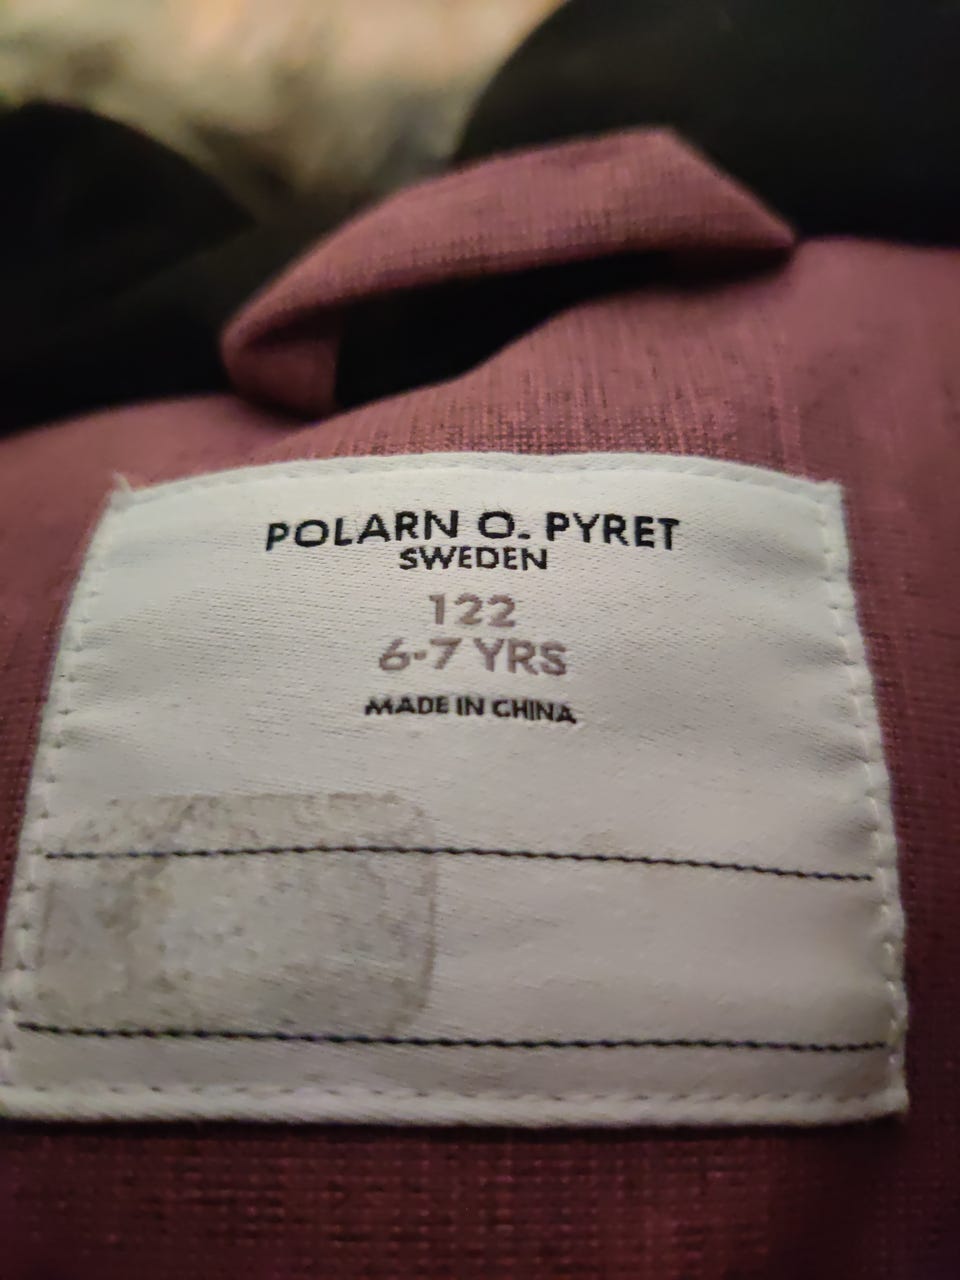 POLARN O. PYRET
SWEDEN
122
6-7 YRS
MADE IN CHINA